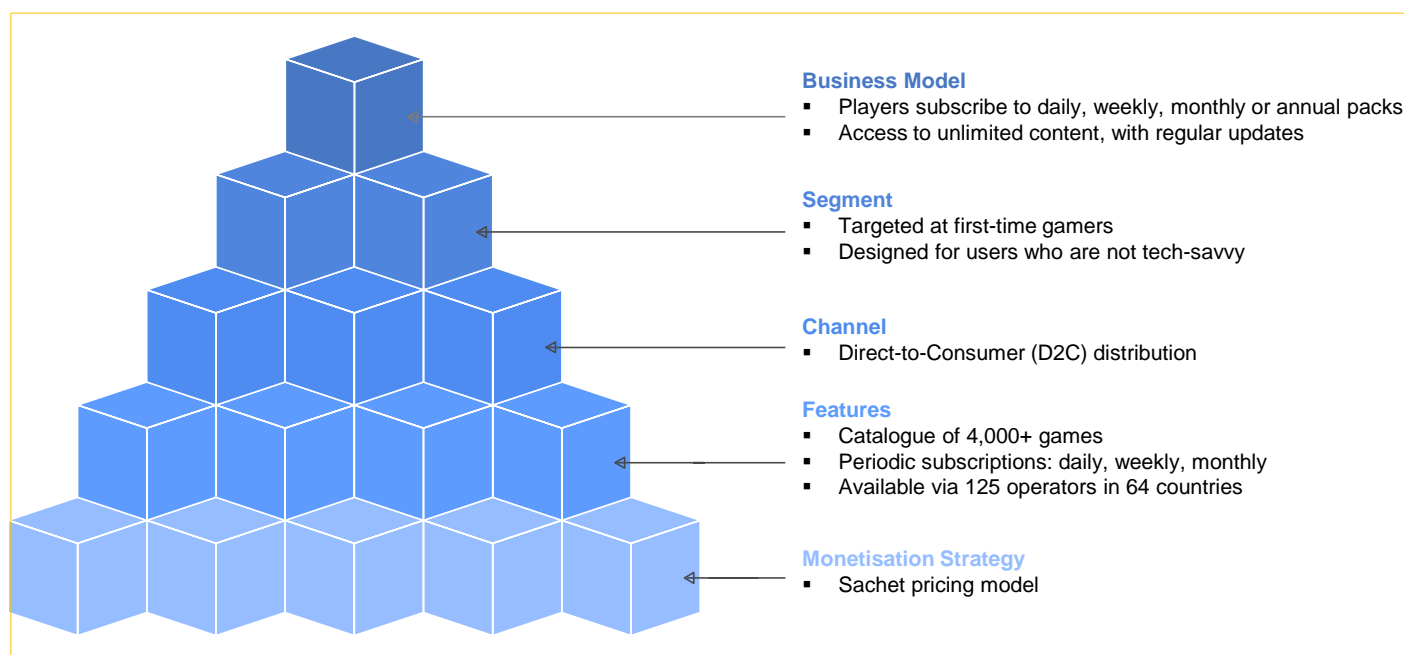 Business Model
▪ Players subscribe to daily, weekly, monthly or annual packs
▪ Access to unlimited content, with regular updates
Segment
▪ Targeted at first-time gamers
▪ Designed for users who are not tech-savvy
Channel
▪ Direct-to-Consumer (D2C) distribution
Features
▪ Catalogue of 4,000+ games
▪ Periodic subscriptions: daily, weekly, monthly
▪ Available via 125 operators in 64 countries
Monetisation Strategy
▪ Sachet pricing model